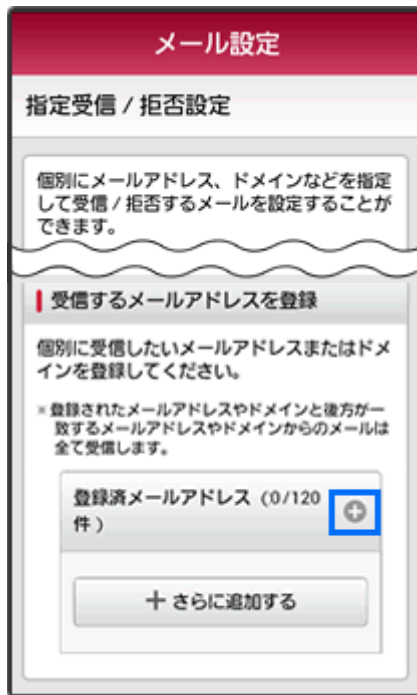 メール設定
指定受信 / 拒否設定
個別にメールアドレス、ドメインなどを指定
して受信 / 拒否するメールを設定することが
できます。
受信するメールアドレスを登録
個別に受信したいメールアドレスまたはドメ
インを登録してください。
※登録されたメールアドレスやドメインと後方が一
致するメールアドレスやドメインからのメールは
全て受信します。
登録済メールアドレス（0/120
件）
＋さらに追加する